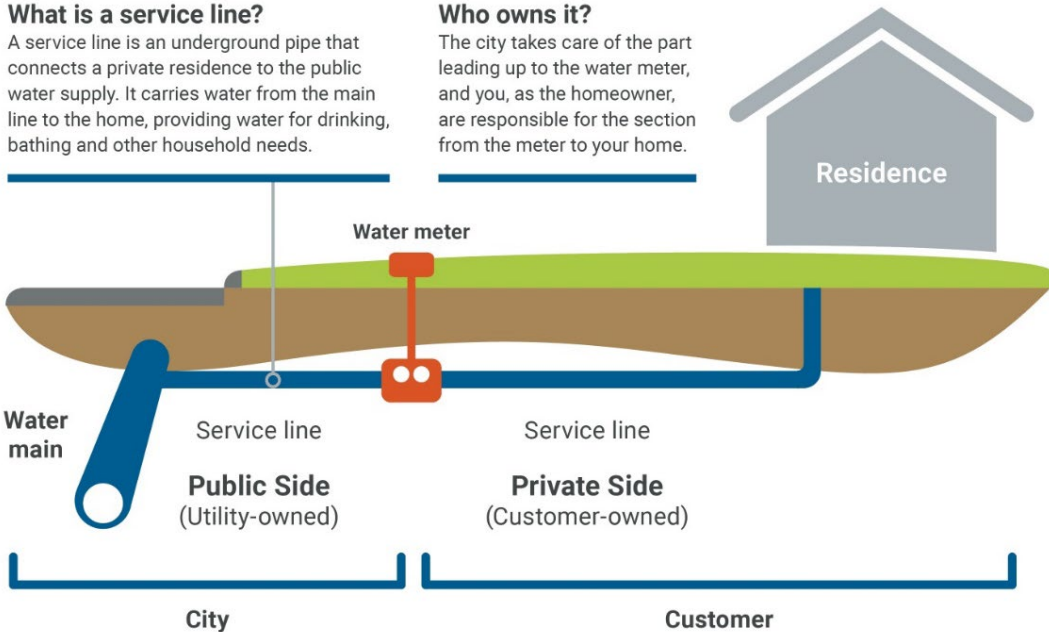 What is a service line?
A service line is an underground pipe that
connects a private residence to the public
water supply. It carries water from the main
line to the home, providing water for drinking,
bathing and other household needs.
Who owns it?
The city takes care of the part
leading up to the water meter,
and you, as the homeowner,
are responsible for the section
from the meter to your home.
Residence
Water meter
Water
main
Service line
Public Side
(Utility-owned)
Service line
Private Side
(Customer-owned)
City
Customer